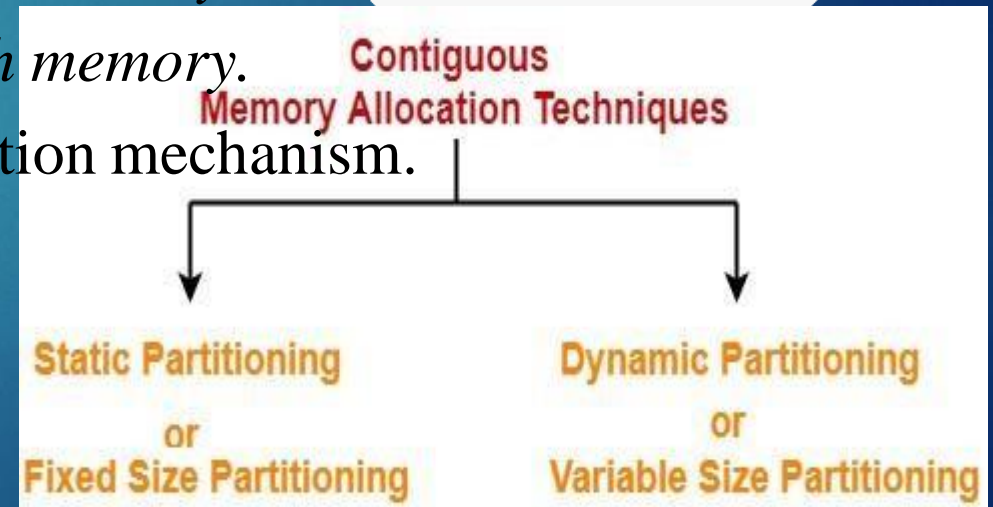 Contiguous
memory.
Memory Allocation Techniques
tion mechanism.
Static Partitioning
Dynamic Partitioning
or
or
Fixed Size Partitioning
Variable Size Partitioning